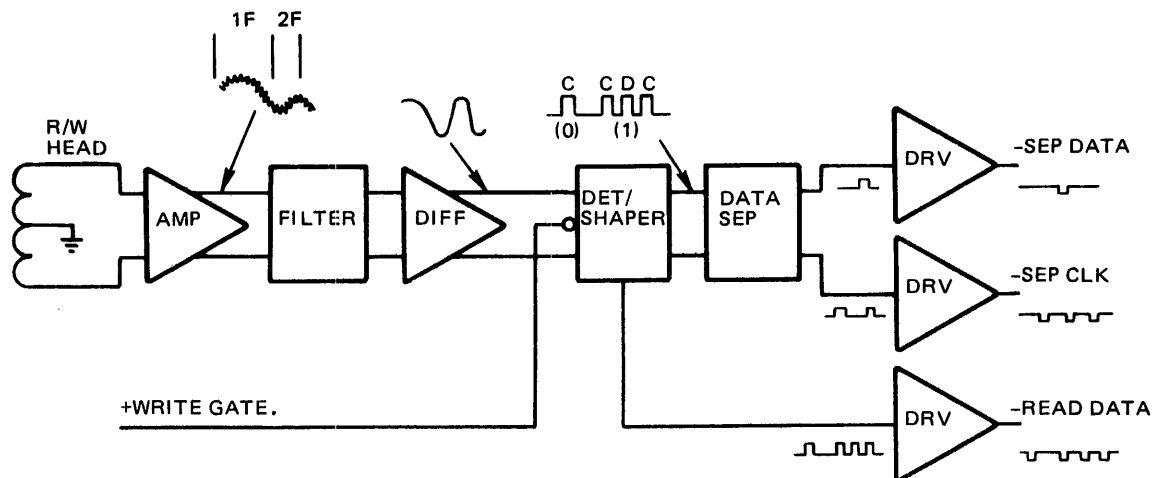 1F 2F
R/W
HEAD
AMP
FILTER
DIFF
C C D C
(0) (1)
DET/
SHAPER
DATA
SEP
DRV
–SEP DATA
DRV
–SEP CLK
+WRITE GATE.
DRV
–READ DATA